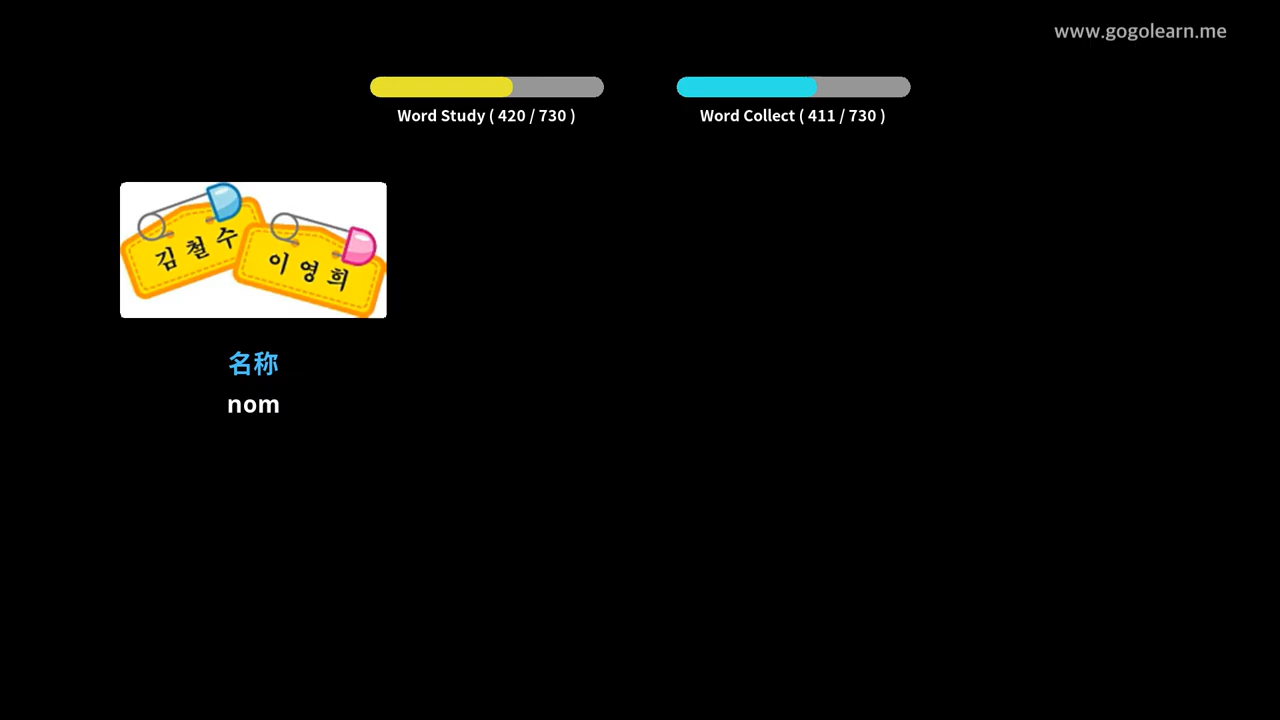 www.gogolearn.me
Word Study ( 420 / 730 )
Word Collect ( 411 / 730 )
김철수
이영희
名称
nom